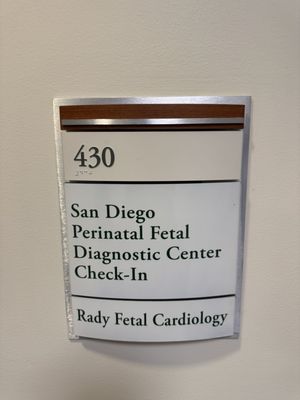 430
San Diego
Perinatal Fetal
Diagnostic Center
Check-In
Rady Fetal Cardiology